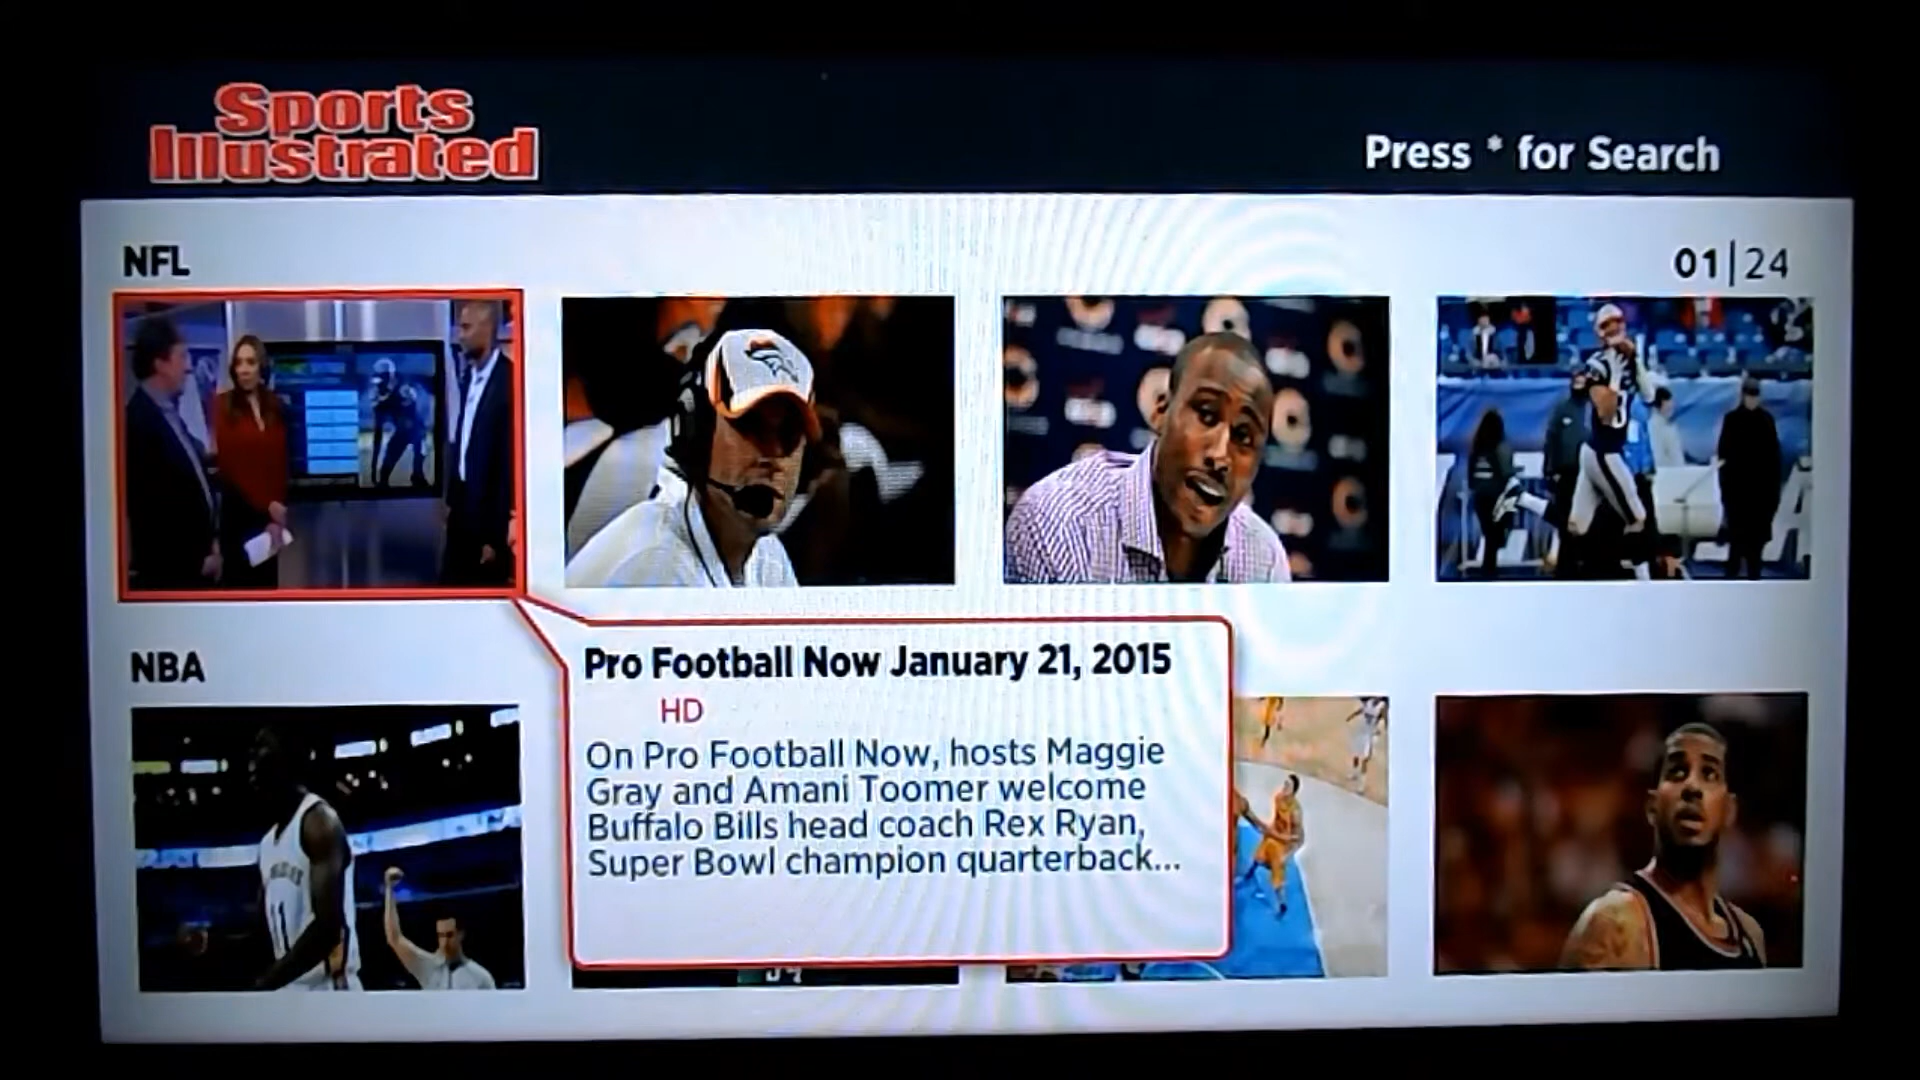 Sports
Illustrated
Press * for Search
NFL
01|24
Pro Football Now January 21, 2015
HD
On Pro Football Now, hosts Maggie
Gray and Amani Toomer welcome
Buffalo Bills head coach Rex Ryan,
Super Bowl champion quarterback...
NBA
11